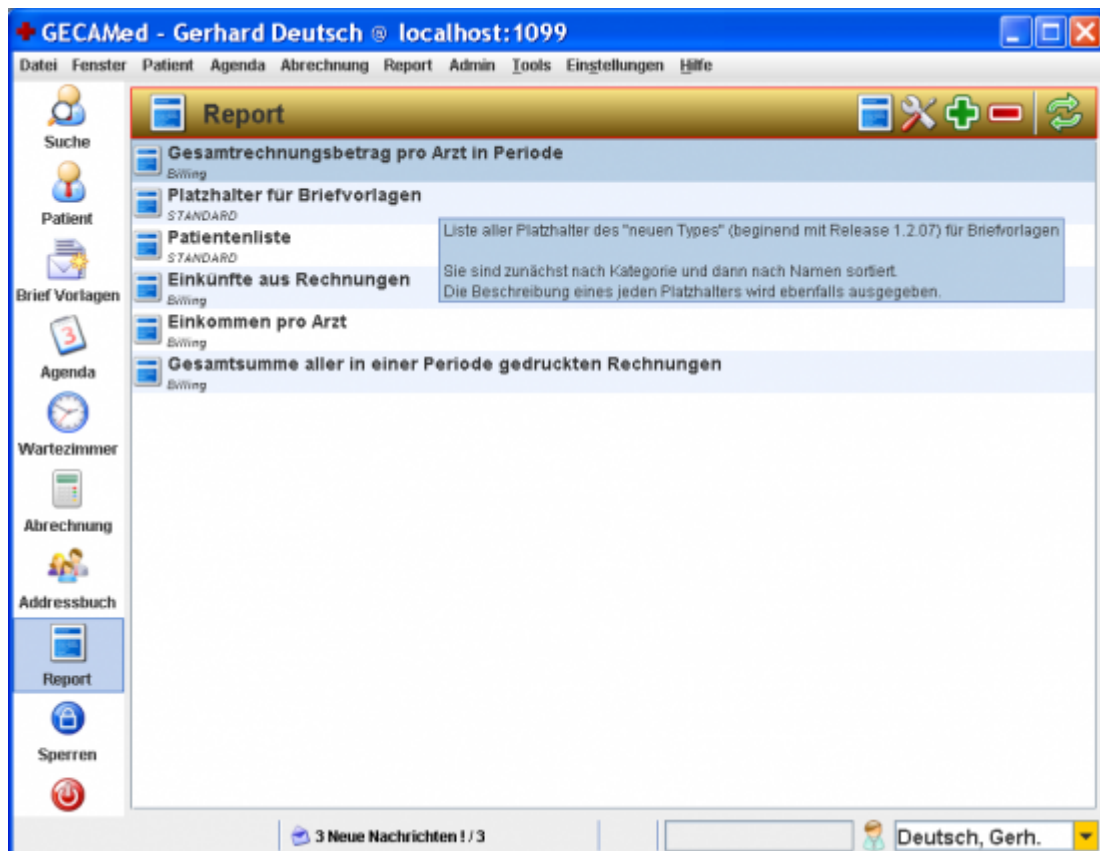 GECAMed - Gerhard Deutsch @ localhost:1099
Datei Fenster Patient Agenda Abrechnung Report Admin Tools Einstellungen Hilfe
Suche
Patient
Brief Vorlagen
3
Agenda
Wartezimmer
Abrechnung
Addressbuch
Report
Sperren
Report
Gesamtrechnungsbetrag pro Arzt in Periode
Billing
Platzhalter für Briefvorlagen
STANDARD
Patientenliste
STANDARD
Einkünfte aus Rechnungen
Billing
Einkommen pro Arzt
Billing
Gesamtsumme aller in einer Periode gedruckten Rechnungen
Billing
Liste aller Platzhalter des "neuen Types" (beginend mit Release 1.2.07) für Briefvorlagen
Sie sind zunächst nach Kategorie und dann nach Namen sortiert.
Die Beschreibung eines jeden Platzhalters wird ebenfalls ausgegeben.
3 Neue Nachrichten ! / 3
Deutsch, Gerh.